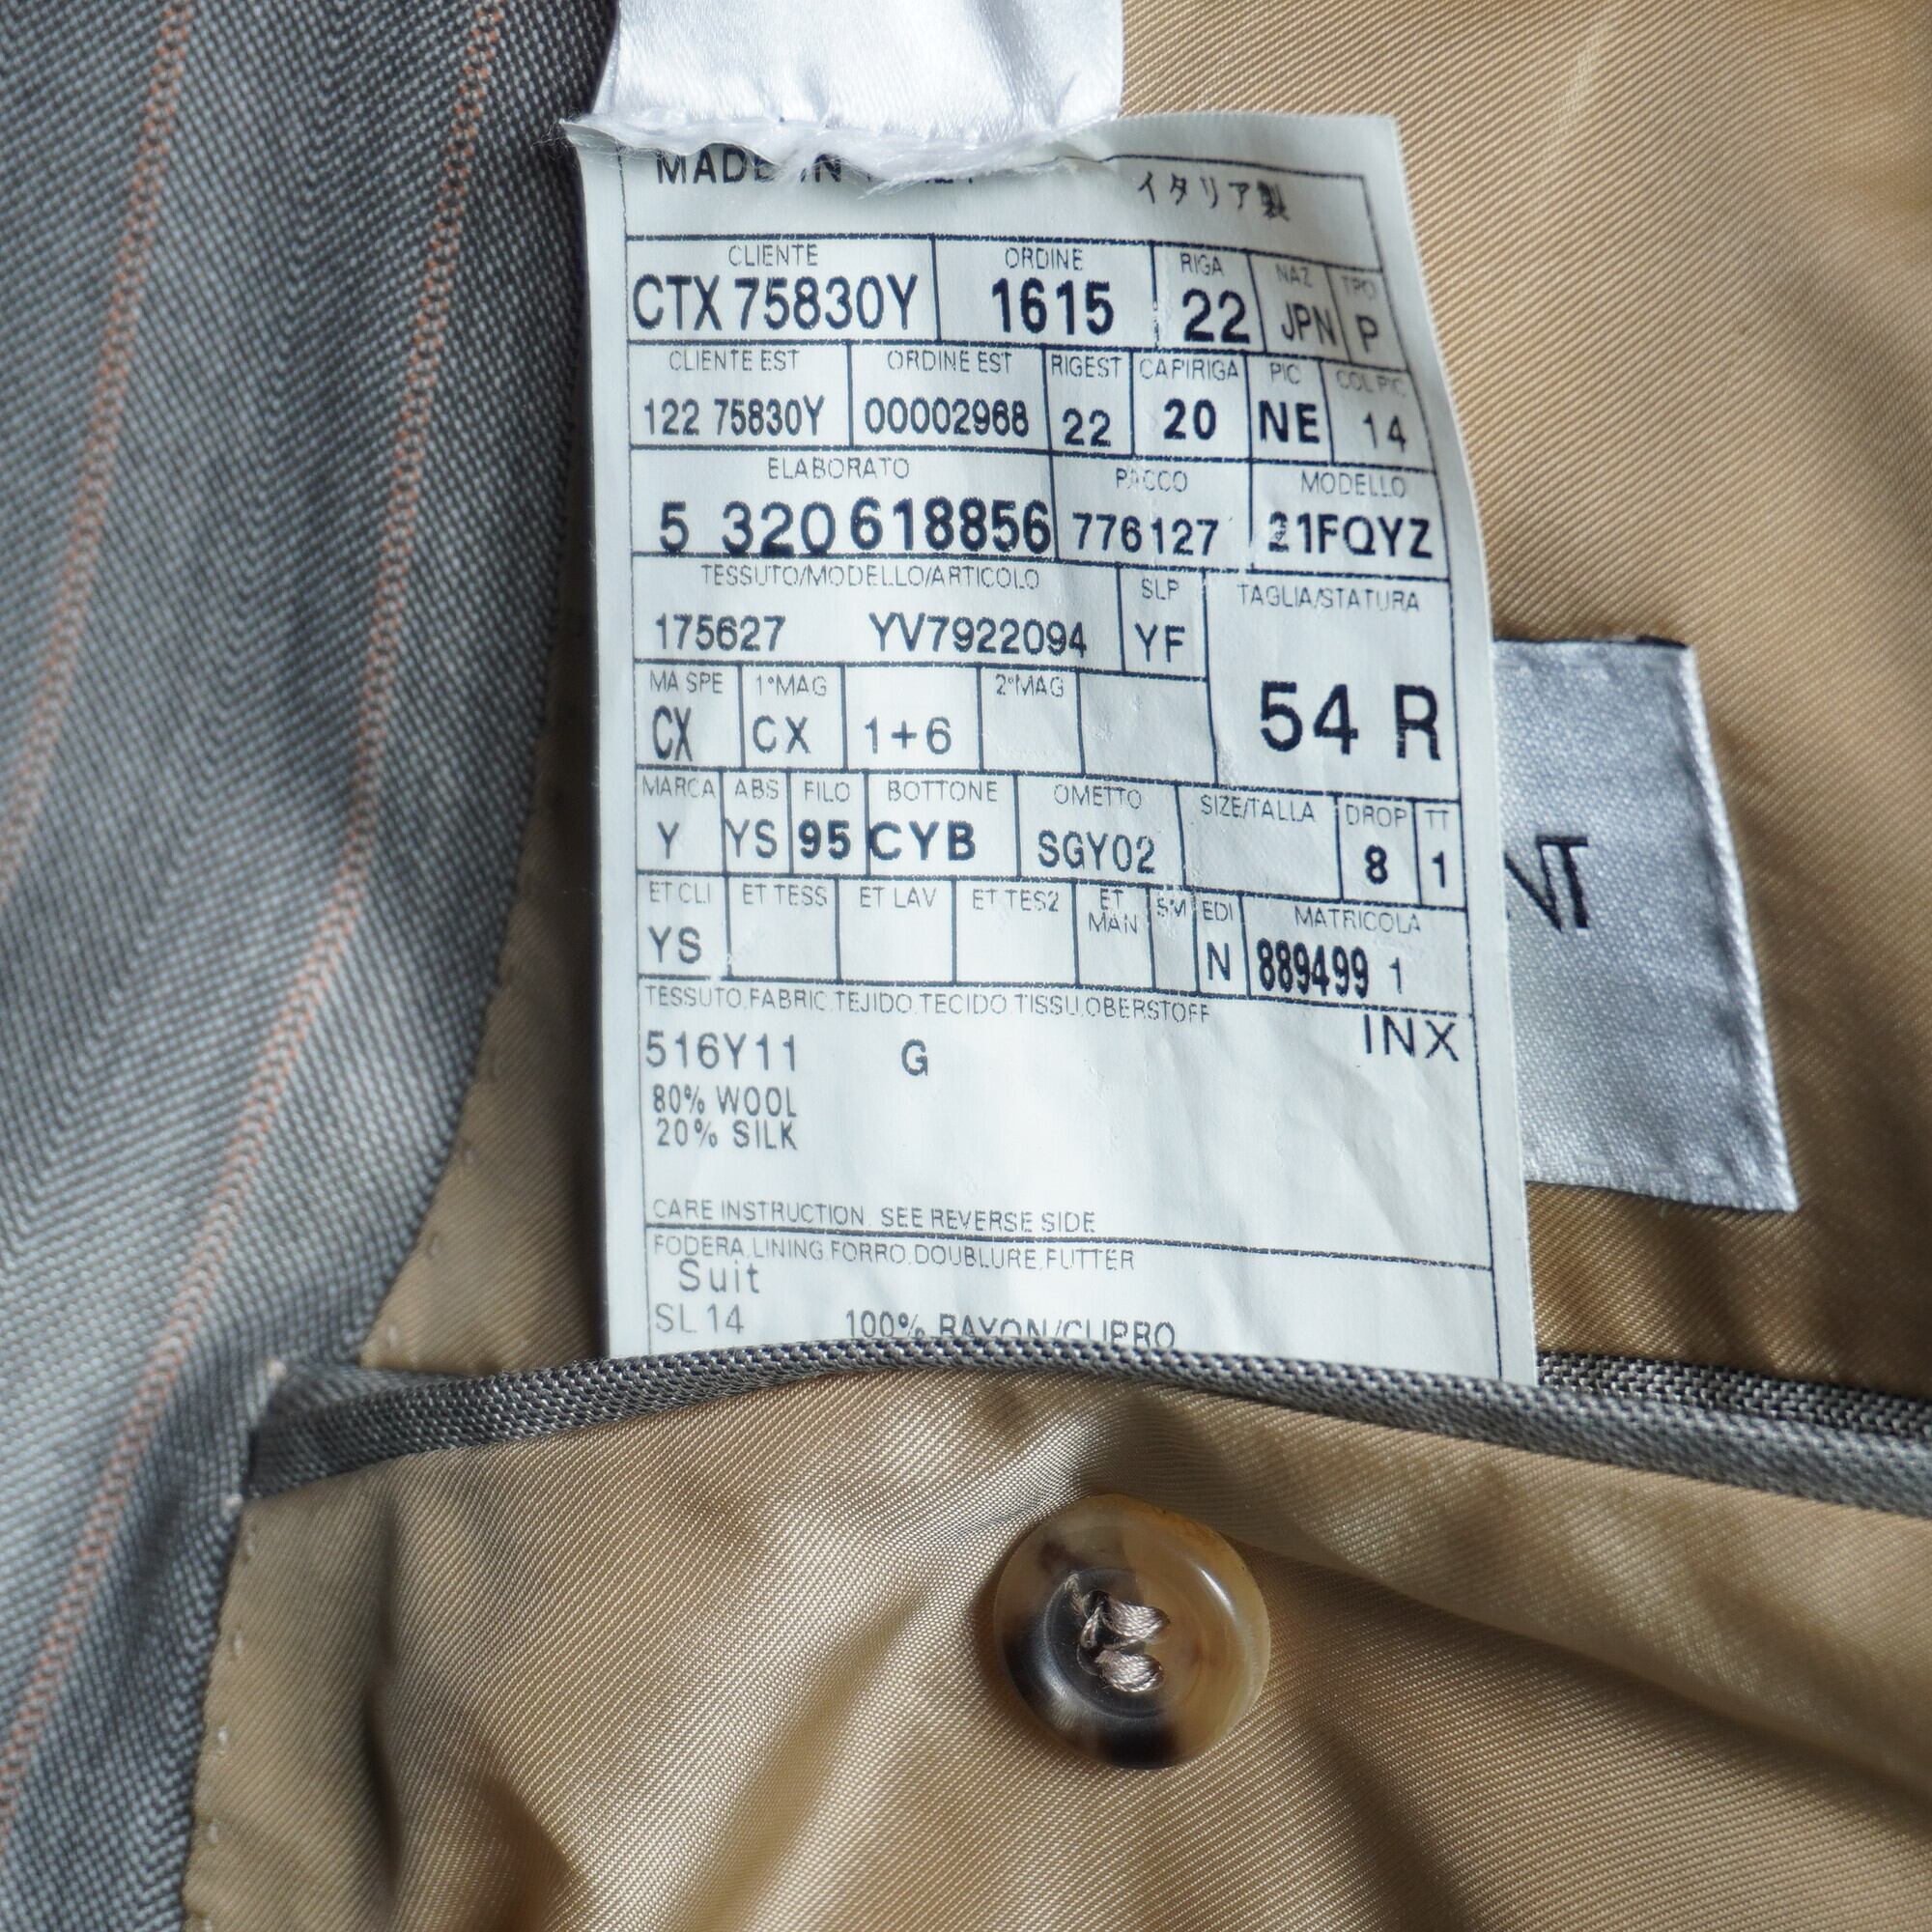 MADE IN
イタリア製
CLIENTE ORDINE RIGA NAZ TPO
CTX 75830Y 1615 22 JPN P
CLIENTE EST ORDINE EST RIGEST CAPIRIGA PIC COL PIC
122 75830Y 00002968 22 20 NE 14
ELABORATO PACCO MODELLO
5 320 618856 776127 21FQYZ
TESSUTO/MODELLO/ARTICOLO SLP TAGLIA/STATURA
175627 YV7922094 YF 54 R
MA SPE 1°MAG 2°MAG
CX CX 1+6
MARCA ABS FILO BOTTONE OMETTO SIZE/TALLA DROP TT
Y YS 95 CYB SGY02 8 1
ET CLI ET TESS ET LAV ET TES2 ET MAN SM EDI MATRICOLA
YS N 889499 1
TESSUTO,FABRIC,TEJIDO,TECIDO,TISSU,OBERSTOFF
INX
516Y11 G
80% WOOL
20% SILK
CARE INSTRUCTION, SEE REVERSE SIDE
FODERA,LINING,FORRO,DOUBLURE,FUTTER
Suit
SL14 100% RAYON/CUPRO
NT